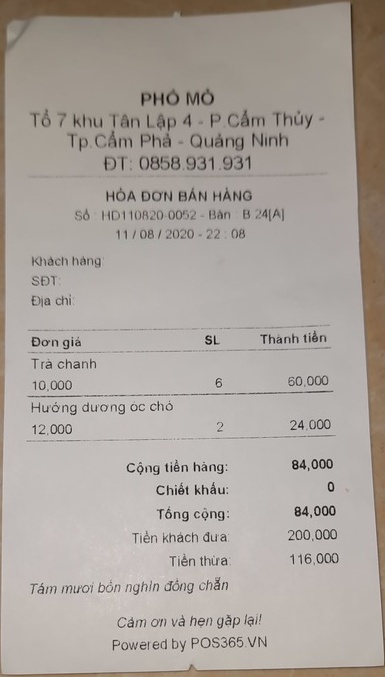 PHỐ MỎ
Tổ 7 khu Tân Lập 4 - P.Cẩm Thủy -
Tp.Cẩm Phả - Quảng Ninh
ĐT: 0858.931.931
HÓA ĐƠN BÁN HÀNG
Số : HD110820-0052 - Bàn : B 24[A]
11 / 08 / 2020 - 22 : 08
Khách hàng:
SĐT:
Địa chỉ:
Đơn giá SL Thành tiền
Trà chanh
10,000 6 60,000
Hướng dương óc chó
12,000 2 24,000
Cộng tiền hàng: 84,000
Chiết khấu: 0
Tổng cộng: 84,000
Tiền khách đưa: 200,000
Tiền thừa: 116,000
Tám mươi bốn nghìn đồng chẵn
Cảm ơn và hẹn gặp lại!
Powered by POS365.VN